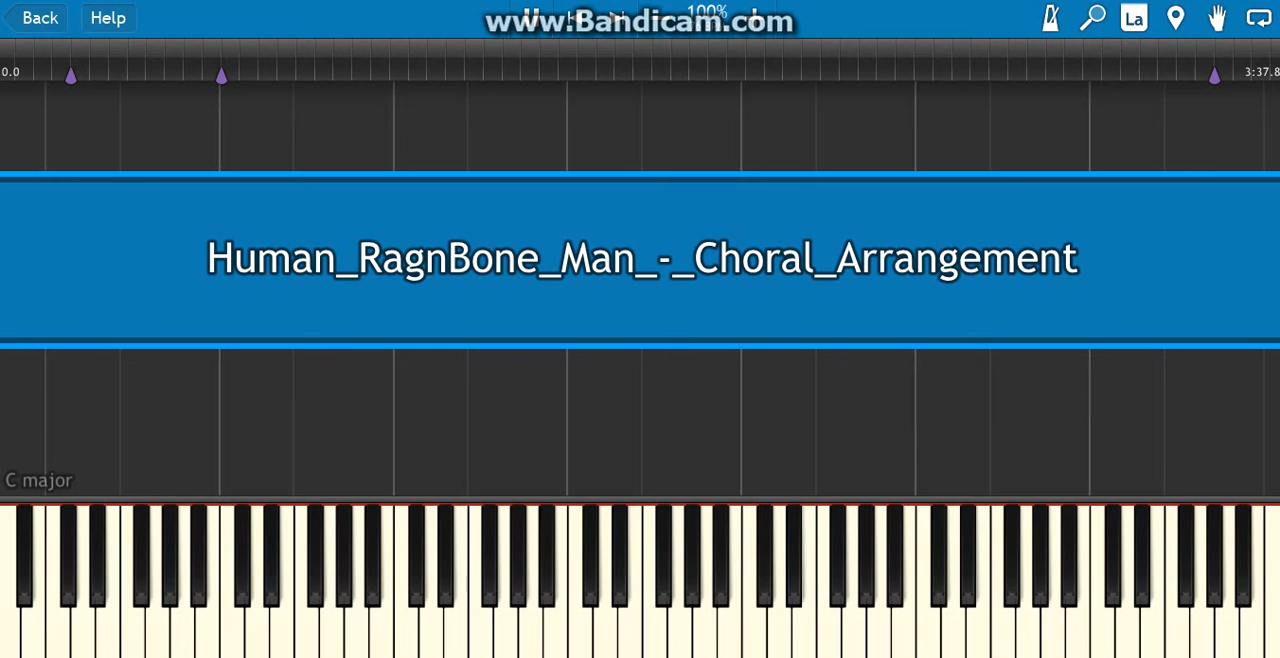 Back Help www.Bandicam.com 100% La
0.0 3:37.8
Human_RagnBone_Man_-_Choral_Arrangement
C major